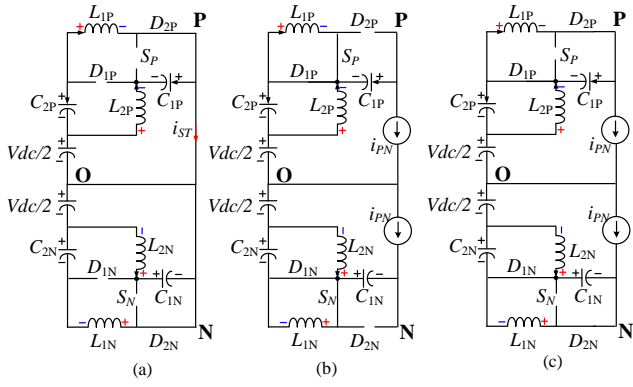 L1P D2P P
SP
D1P
C1P
C2P L2P
iST
Vdc/2
O
Vdc/2
C2N L2N
D1N
SN C1N
N
L1N D2N
(a)
L1P D2P P
SP
D1P
C1P
C2P L2P
iPN
Vdc/2
O
Vdc/2 iPN
C2N L2N
D1N
SN C1N
N
L1N D2N
(b)
L1P D2P P
SP
D1P
C1P
C2P L2P
iPN
Vdc/2
O
Vdc/2 iPN
C2N L2N
D1N
SN C1N
N
L1N D2N
(c)